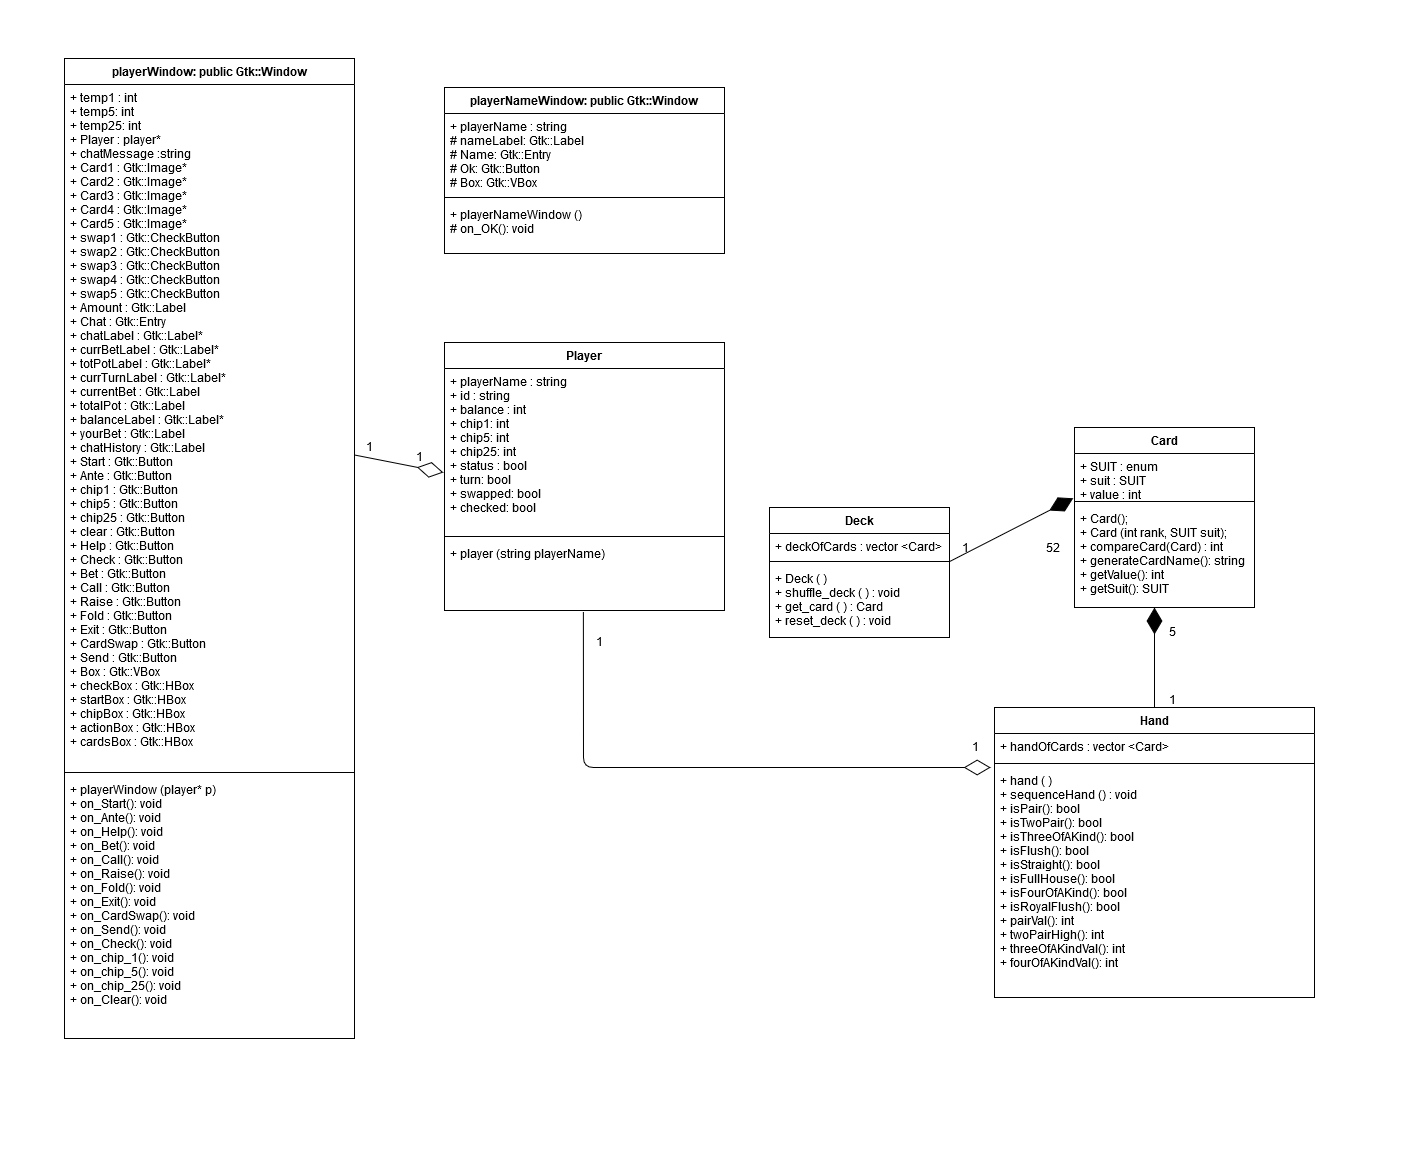 playerWindow: public Gtk::Window
+ temp1 : int
+ temp5: int
+ temp25: int
+ Player : player*
+ chatMessage :string
+ Card1 : Gtk::Image*
+ Card2 : Gtk::Image*
+ Card3 : Gtk::Image*
+ Card4 : Gtk::Image*
+ Card5 : Gtk::Image*
+ swap1 : Gtk::CheckButton
+ swap2 : Gtk::CheckButton
+ swap3 : Gtk::CheckButton
+ swap4 : Gtk::CheckButton
+ swap5 : Gtk::CheckButton
+ Amount : Gtk::Label
+ Chat : Gtk::Entry
+ chatLabel : Gtk::Label*
+ currBetLabel : Gtk::Label*
+ totPotLabel : Gtk::Label*
+ currTurnLabel : Gtk::Label*
+ currentBet : Gtk::Label
+ totalPot : Gtk::Label
+ balanceLabel : Gtk::Label*
+ yourBet : Gtk::Label
+ chatHistory : Gtk::Label
+ Start : Gtk::Button
+ Ante : Gtk::Button
+ chip1 : Gtk::Button
+ chip5 : Gtk::Button
+ chip25 : Gtk::Button
+ clear : Gtk::Button
+ Help : Gtk::Button
+ Check : Gtk::Button
+ Bet : Gtk::Button
+ Call : Gtk::Button
+ Raise : Gtk::Button
+ Fold : Gtk::Button
+ Exit : Gtk::Button
+ CardSwap : Gtk::Button
+ Send : Gtk::Button
+ Box : Gtk::VBox
+ checkBox : Gtk::HBox
+ startBox : Gtk::HBox
+ chipBox : Gtk::HBox
+ actionBox : Gtk::HBox
+ cardsBox : Gtk::HBox
+ playerWindow (player* p)
+ on_Start(): void
+ on_Ante(): void
+ on_Help(): void
+ on_Bet(): void
+ on_Call(): void
+ on_Raise(): void
+ on_Fold(): void
+ on_Exit(): void
+ on_CardSwap(): void
+ on_Send(): void
+ on_Check(): void
+ on_chip_1(): void
+ on_chip_5(): void
+ on_chip_25(): void
+ on_Clear(): void
playerNameWindow: public Gtk::Window
+ playerName : string
# nameLabel: Gtk::Label
# Name: Gtk::Entry
# Ok: Gtk::Button
# Box: Gtk::VBox
+ playerNameWindow ()
# on_OK(): void
1
1
Player
+ playerName : string
+ id : string
+ balance : int
+ chip1: int
+ chip5: int
+ chip25: int
+ status : bool
+ turn: bool
+ swapped: bool
+ checked: bool
+ player (string playerName)
1
1
Deck
+ deckOfCards : vector <Card>
+ Deck ( )
+ shuffle_deck ( ) : void
+ get_card ( ) : Card
+ reset_deck ( ) : void
1
52
Card
+ SUIT : enum
+ suit : SUIT
+ value : int
+ Card();
+ Card (int rank, SUIT suit);
+ compareCard(Card) : int
+ generateCardName(): string
+ getValue(): int
+ getSuit(): SUIT
5
1
Hand
+ handOfCards : vector <Card>
+ hand ( )
+ sequenceHand () : void
+ isPair(): bool
+ isTwoPair(): bool
+ isThreeOfAKind(): bool
+ isFlush(): bool
+ isStraight(): bool
+ isFullHouse(): bool
+ isFourOfAKind(): bool
+ isRoyalFlush(): bool
+ pairVal(): int
+ twoPairHigh(): int
+ threeOfAKindVal(): int
+ fourOfAKindVal(): int